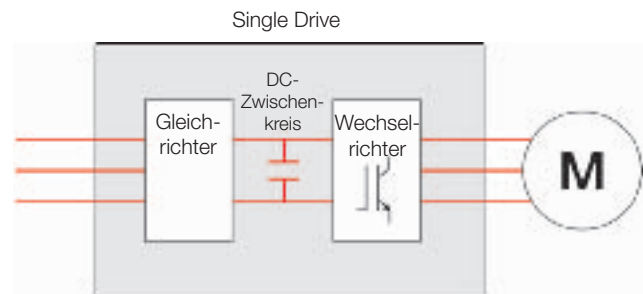 Single Drive
DC-
Zwischen-
kreis
Gleich-
richter
Wechsel-
richter
M